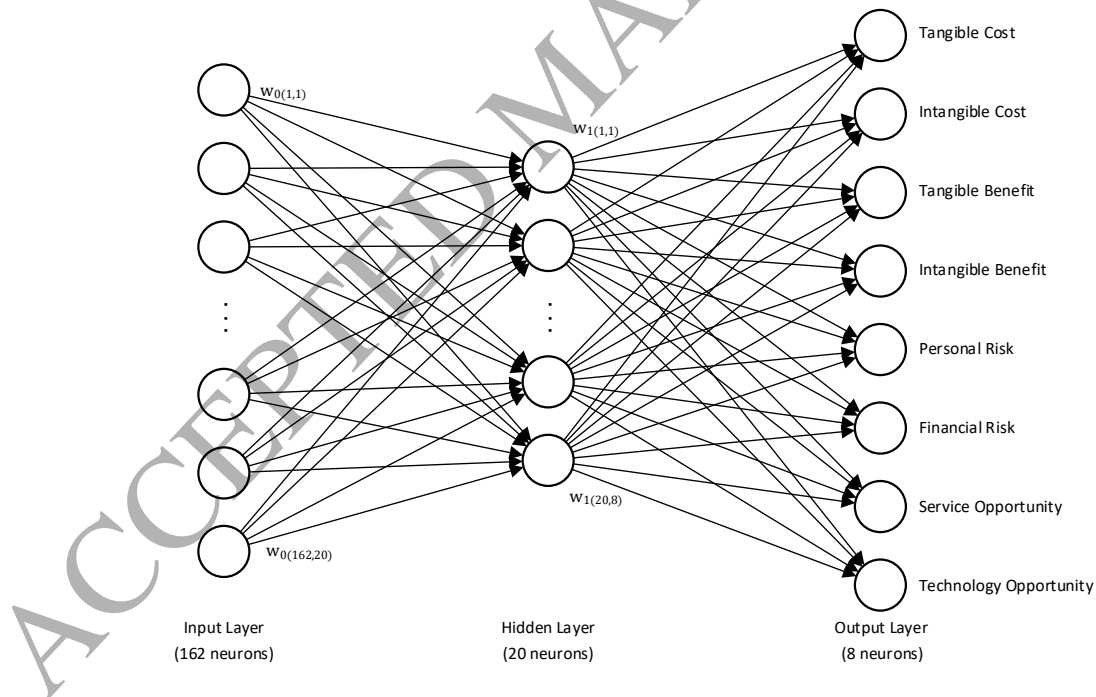 ACCEPTED MA
Tangible Cost
w0(1,1)
Intangible Cost
w1(1,1)
Tangible Benefit
Intangible Benefit
Personal Risk
Financial Risk
w1(20,8)
Service Opportunity
w0(162,20)
Technology Opportunity
Input Layer
(162 neurons)
Hidden Layer
(20 neurons)
Output Layer
(8 neurons)